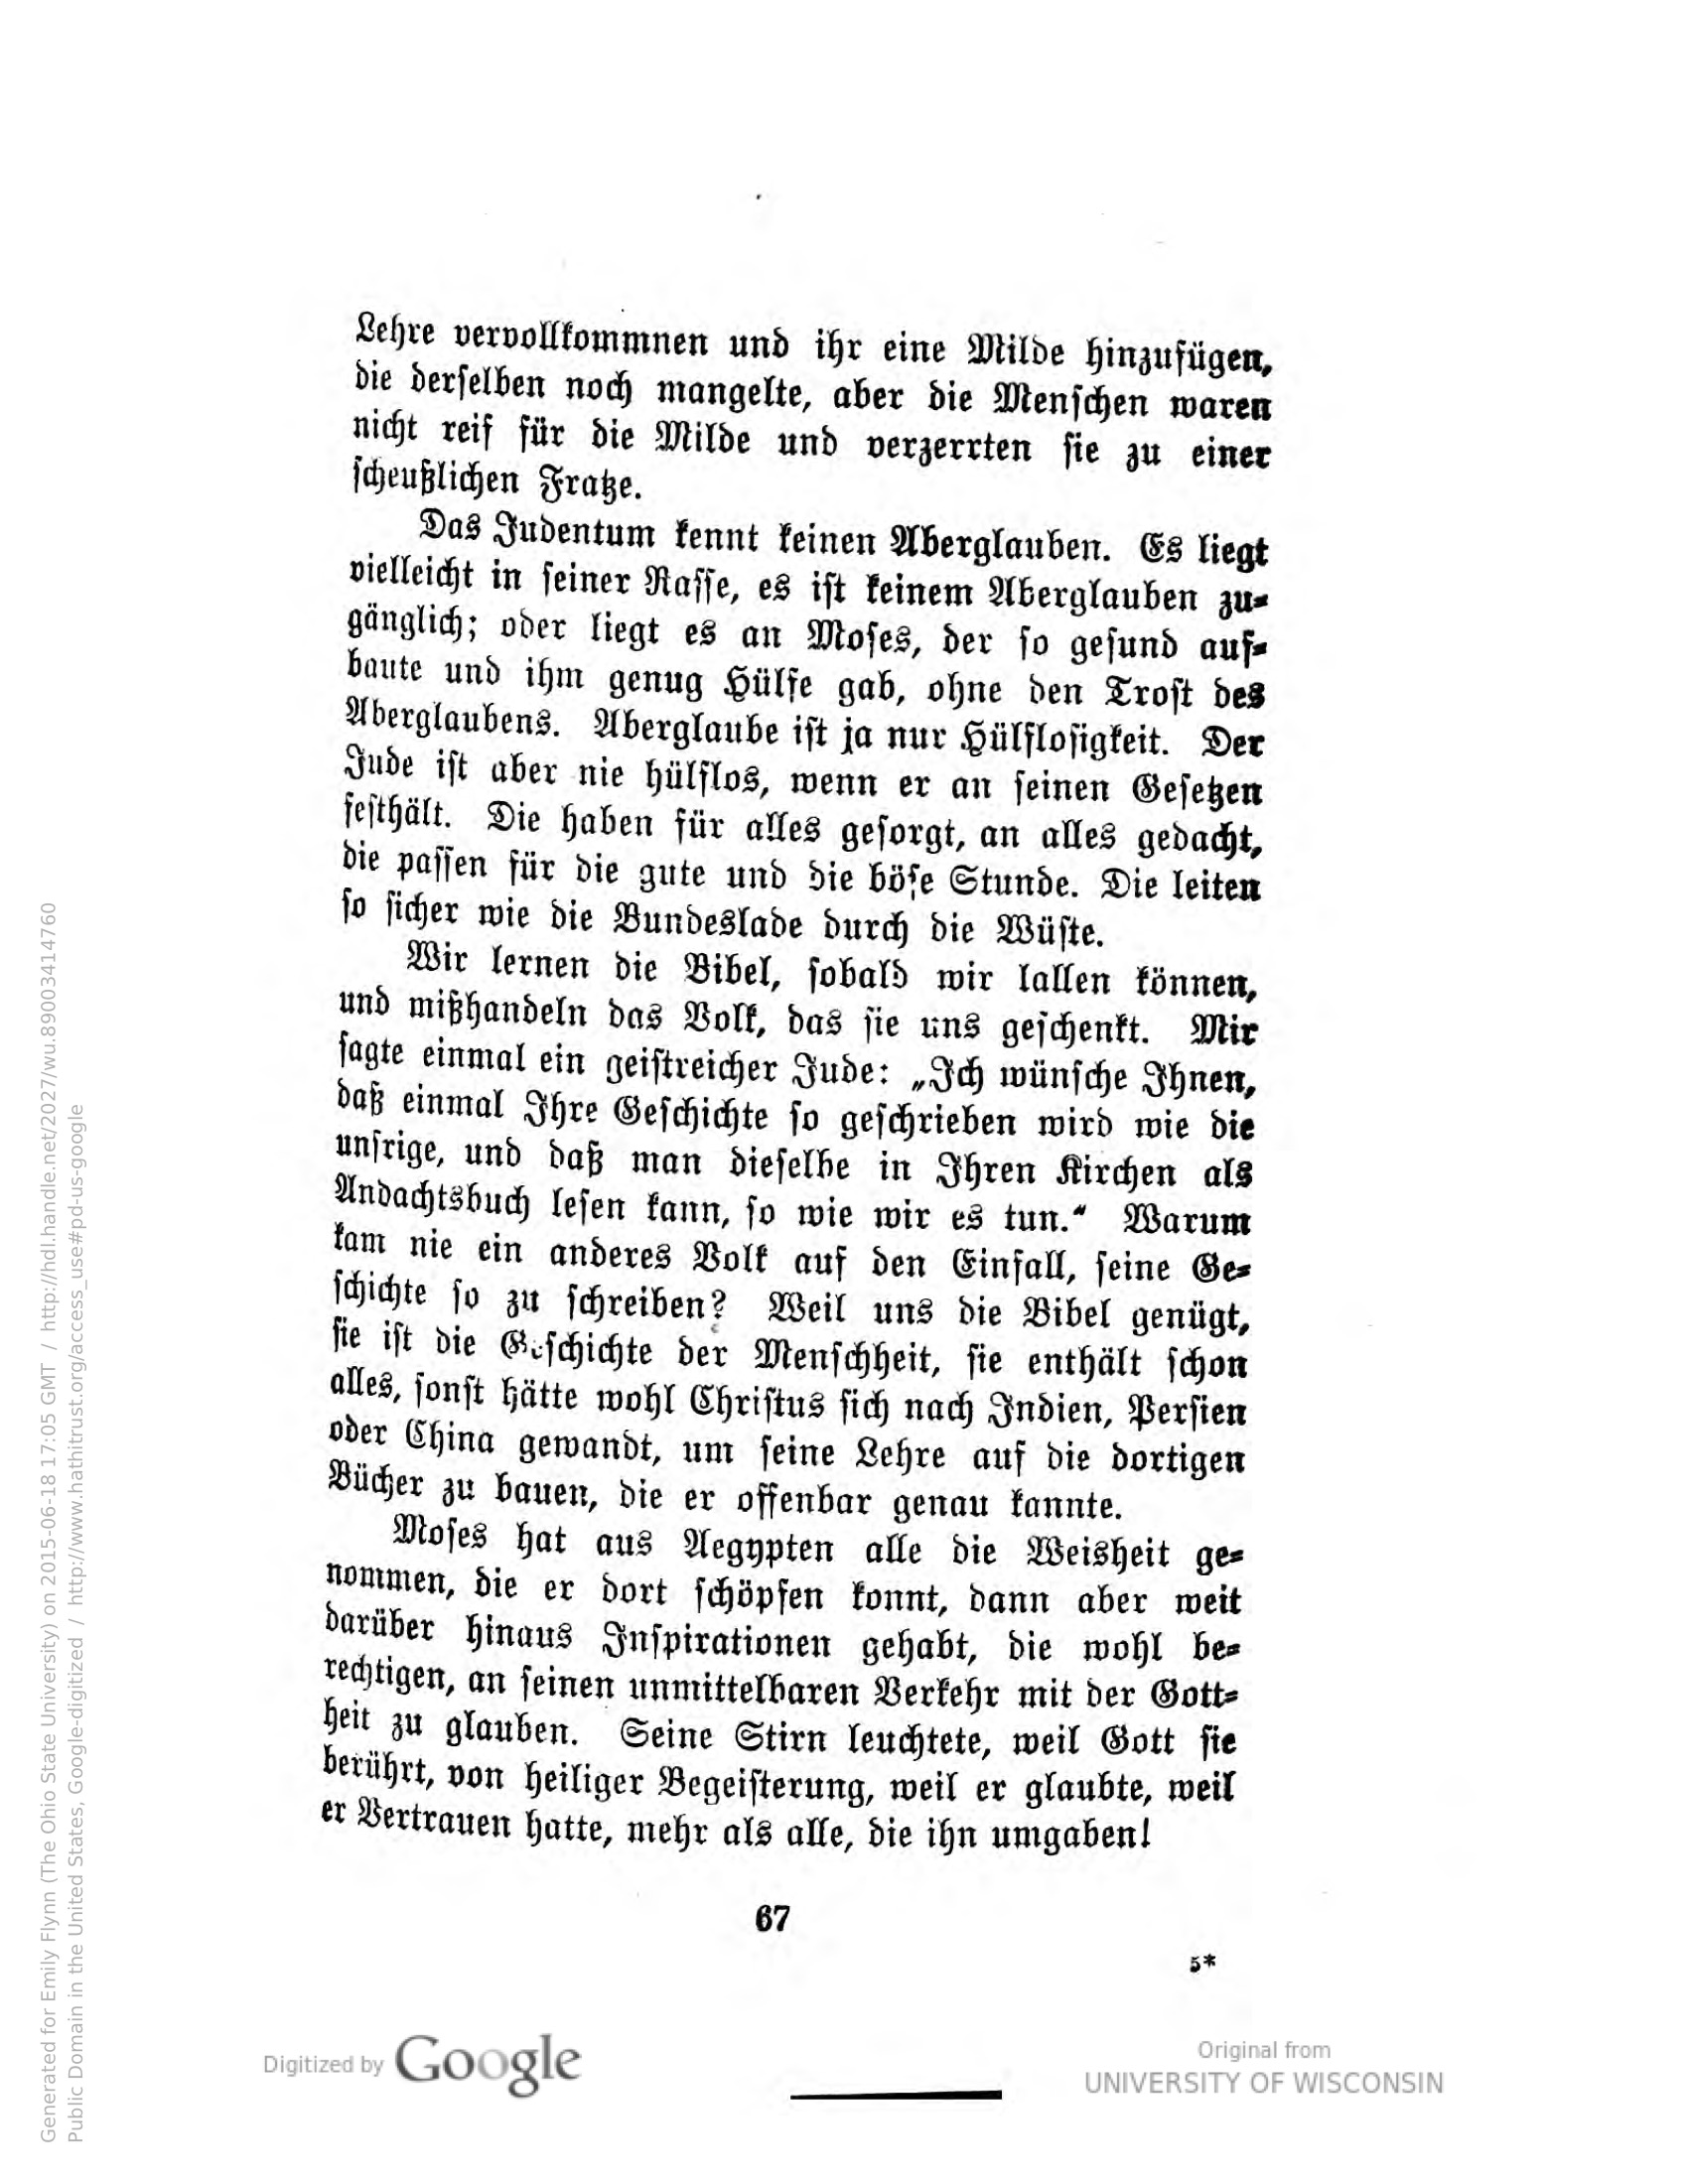 Lehre vervollkommnen und ihr eine Milde hinzufügen,
die derselben noch mangelte, aber die Menschen waren
nicht reif für die Milde und verzerrten sie zu einer
scheußlichen Fratze.
Das Judentum kennt keinen Aberglauben. Es liegt
vielleicht in seiner Rasse, es ist keinem Aberglauben zu-
gänglich; oder liegt es an Moses, der so gesund auf-
baute und ihm genug Hülfe gab, ohne den Trost des
Aberglaubens. Aberglaube ist ja nur Hülflosigkeit. Der
Jude ist aber nie hülflos, wenn er an seinen Gesetzen
festhält. Die haben für alles gesorgt, an alles gedacht,
die passen für die gute und die böse Stunde. Die leiten
so sicher wie die Bundeslade durch die Wüste.
Wir lernen die Bibel, sobald wir lallen können,
und mißhandeln das Volk, das sie uns geschenkt. Mir
sagte einmal ein geistreicher Jude: „Ich wünsche Ihnen,
daß einmal Ihre Geschichte so geschrieben wird wie die
unsrige, und daß man dieselbe in Ihren Kirchen als
Andachtsbuch lesen kann, so wie wir es tun.“ Warum
kam nie ein anderes Volk auf den Einfall, seine Ge-
schichte so zu schreiben? Weil uns die Bibel genügt,
sie ist die Geschichte der Menschheit, sie enthält schon
alles, sonst hätte wohl Christus sich nach Indien, Persien
oder China gewandt, um seine Lehre auf die dortigen
Bücher zu bauen, die er offenbar genau kannte.
Moses hat aus Aegypten alle die Weisheit ge-
nommen, die er dort schöpfen konnt, dann aber weit
darüber hinaus Inspirationen gehabt, die wohl be-
rechtigen, an seinen unmittelbaren Verkehr mit der Gott-
heit zu glauben. Seine Stirn leuchtete, weil Gott sie
berührt, von heiliger Begeisterung, weil er glaubte, weil
er Vertrauen hatte, mehr als alle, die ihn umgaben!
67
5*
Digitized by Google
Original from
UNIVERSITY OF WISCONSIN
Generated for Emily Flynn (The Ohio State University) on 2015-06-18 17:05 GMT / http://hdl.handle.net/2027/wu.89003414760
Public Domain in the United States, Google-digitized / http://www.hathitrust.org/access_use#pd-us-google